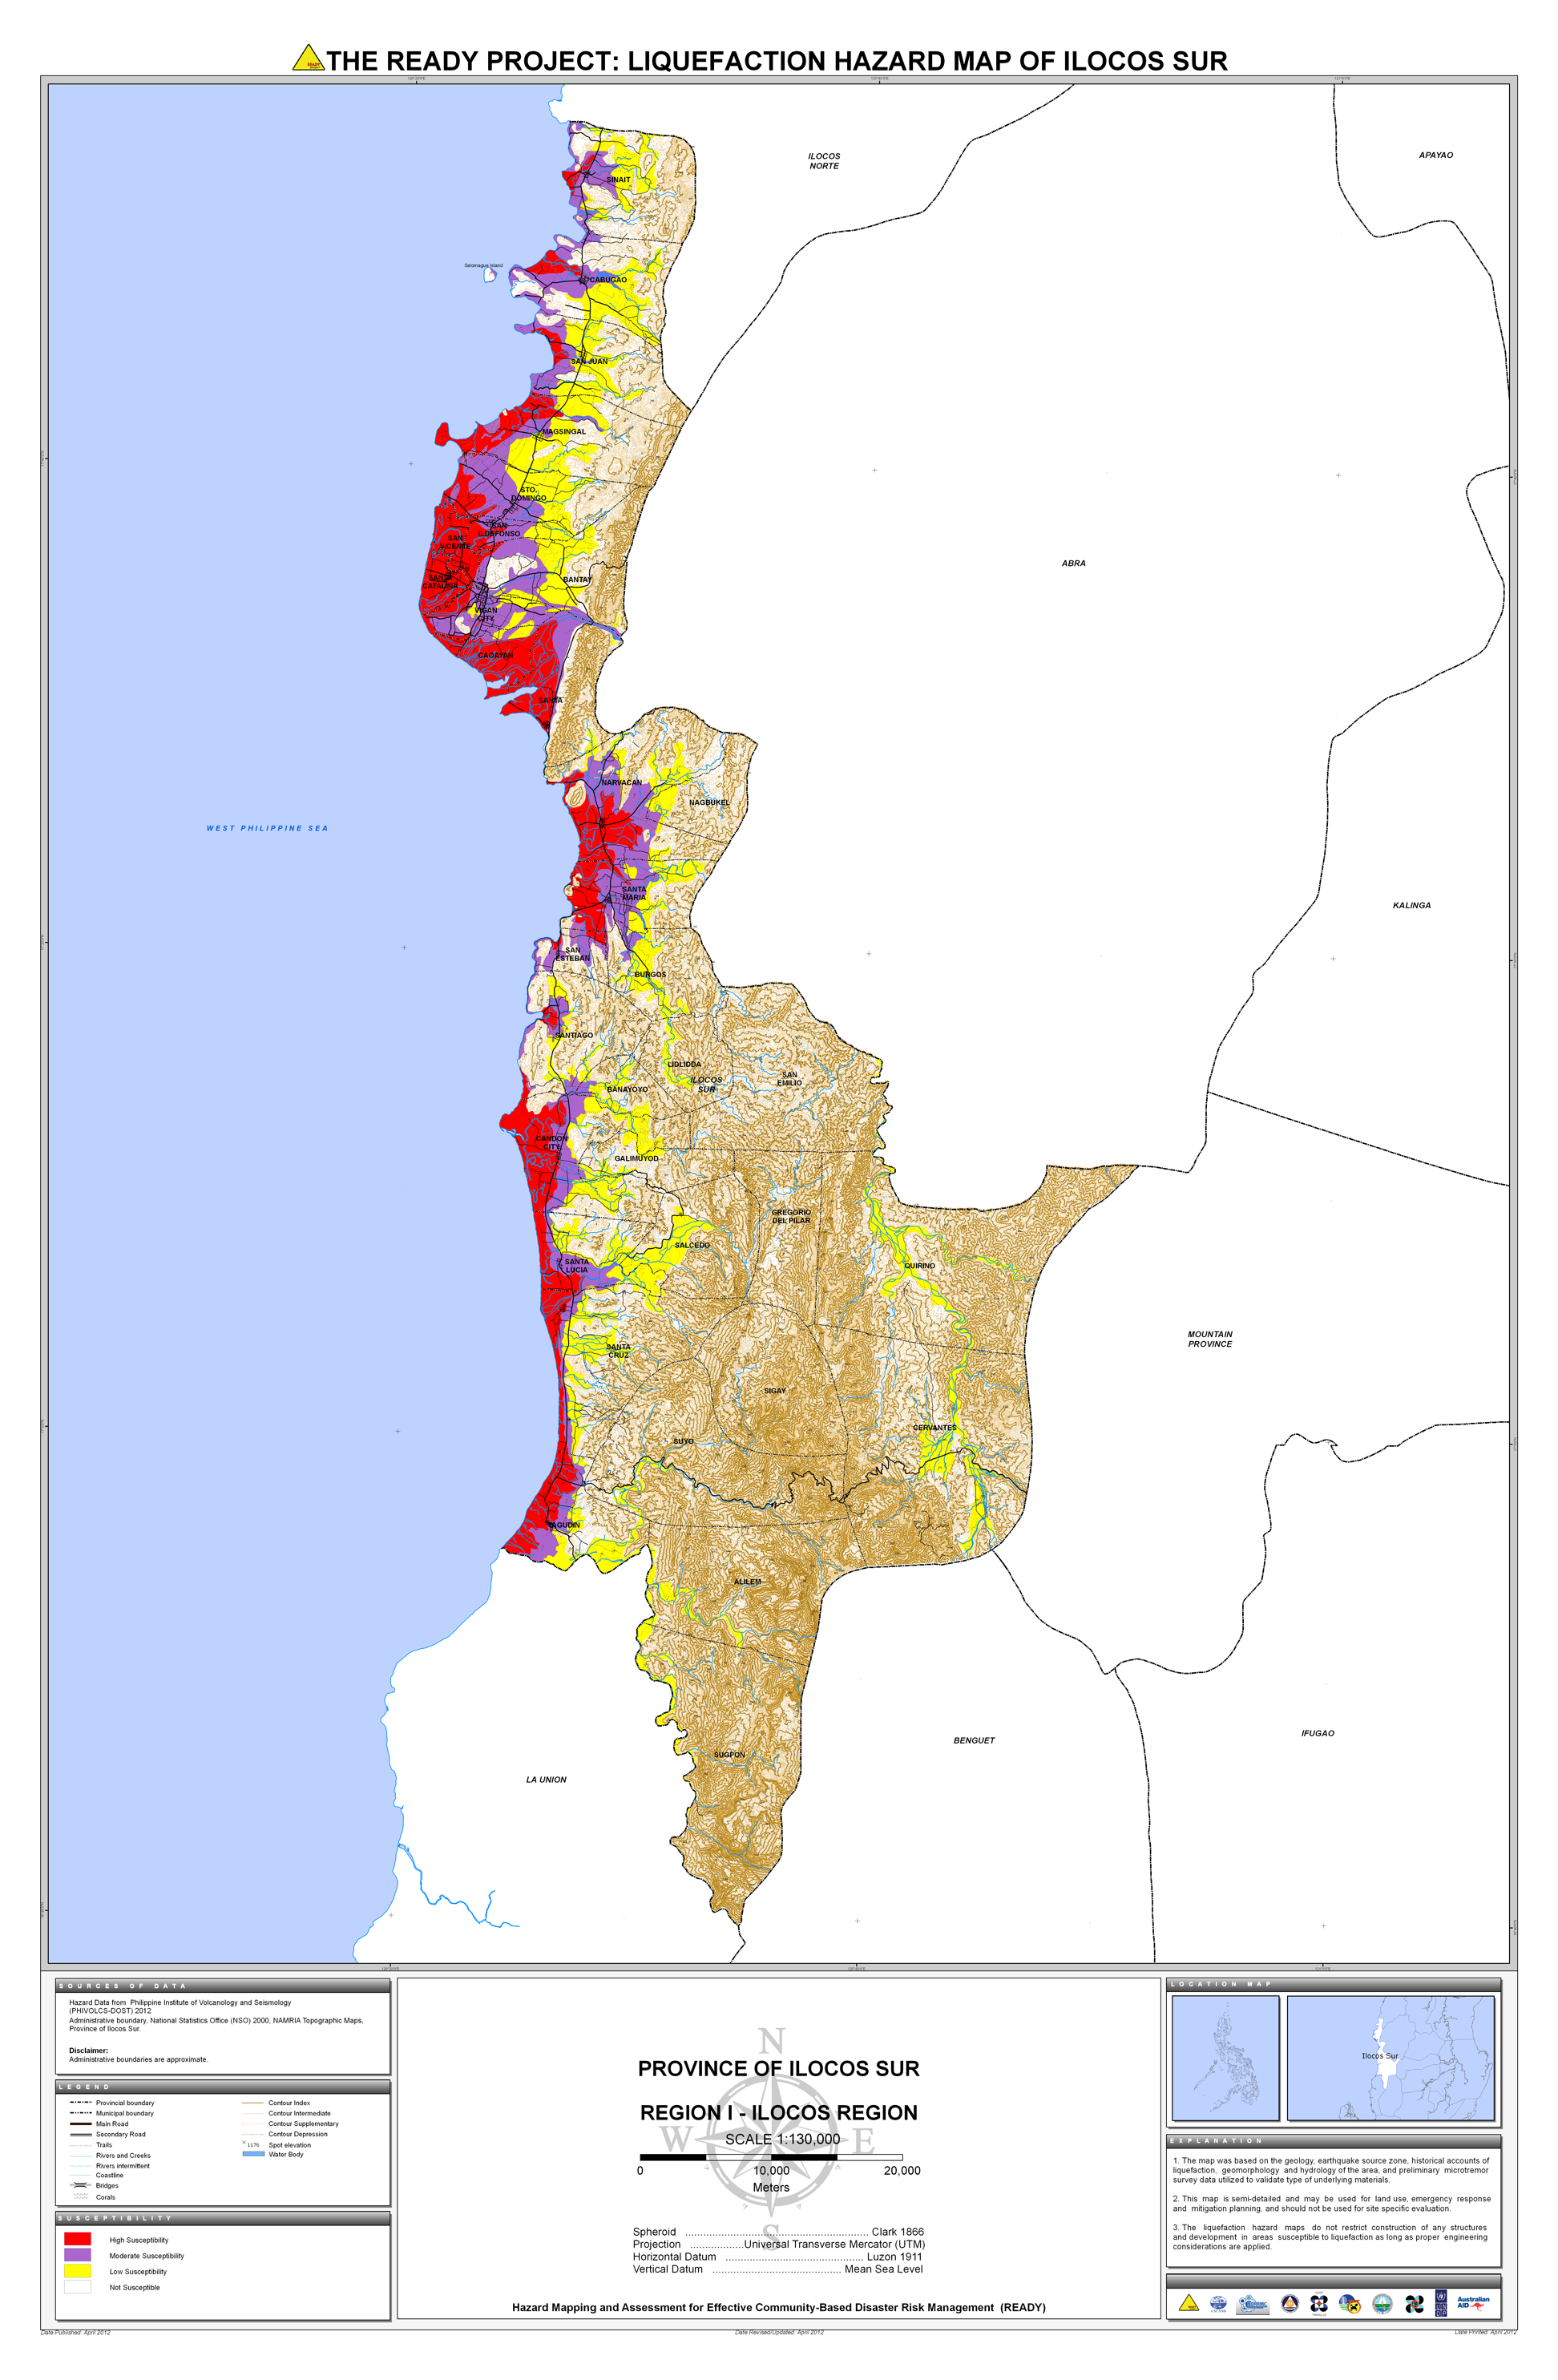 THE READY PROJECT: LIQUEFACTION HAZARD MAP OF ILOCOS SUR
ILOCOS
NORTE
APAYAO
SINAIT
Salomague Island
CABUGAO
SAN JUAN
MAGSINGAL
STO.
DOMINGO
SAN
ILDEFONSO
SAN
VICENTE
SANTA
CATALINA
BANTAY
VIGAN
CITY
CAOAYAN
SANTA
ABRA
NARVACAN
NAGBUKEL
WEST PHILIPPINE SEA
SANTA
MARIA
KALINGA
SAN
ESTEBAN
BURGOS
SANTIAGO
LIDLIDDA
ILOCOS
SUR
SAN
EMILIO
BANAYOYO
CANDON
CITY
GALIMUYOD
GREGORIO
DEL PILAR
SALCEDO
SANTA
LUCIA
QUIRINO
MOUNTAIN
PROVINCE
SANTA
CRUZ
SIGAY
CERVANTES
SUYO
TAGUDIN
ALILEM
SUGPON
BENGUET
IFUGAO
LA UNION
SOURCES OF DATA
Hazard Data from Philippine Institute of Volcanology and Seismology
(PHIVOLCS-DOST) 2012
Administrative boundary, National Statistics Office (NSO) 2000, NAMRIA Topographic Maps,
Province of Ilocos Sur.
Disclaimer:
Administrative boundaries are approximate.
LEGEND
Provincial boundary
Municipal boundary
Main Road
Secondary Road
Trails
Rivers and Creeks
Rivers intermittent
Coastline
Bridges
Corals
Contour Index
Contour Intermediate
Contour Supplementary
Contour Depression
1176 Spot elevation
Water Body
SUSCEPTIBILITY
High Susceptibility
Moderate Susceptibility
Low Susceptibility
Not Susceptible
N
W
E
S
PROVINCE OF ILOCOS SUR
REGION I - ILOCOS REGION
SCALE 1:130,000
0 10,000 20,000
Meters
Spheroid ................ Clark 1866
Projection ................Universal Transverse Mercator (UTM)
Horizontal Datum ................ Luzon 1911
Vertical Datum ................ Mean Sea Level
Hazard Mapping and Assessment for Effective Community-Based Disaster Risk Management (READY)
LOCATION MAP
Ilocos Sur
EXPLANATION
1. The map was based on the geology, earthquake source zone, historical accounts of
liquefaction, geomorphology and hydrology of the area, and preliminary microtremor
survey data utilized to validate type of underlying materials.
2. This map is semi-detailed and may be used for land use, emergency response
and mitigation planning, and should not be used for site specific evaluation.
3. The liquefaction hazard maps do not restrict construction of any structures
and development in areas susceptible to liquefaction as long as proper engineering
considerations are applied.
Australian
AID
Date Published: April 2012
Date Revised/Updated: April 2012
Date Printed: April 2012